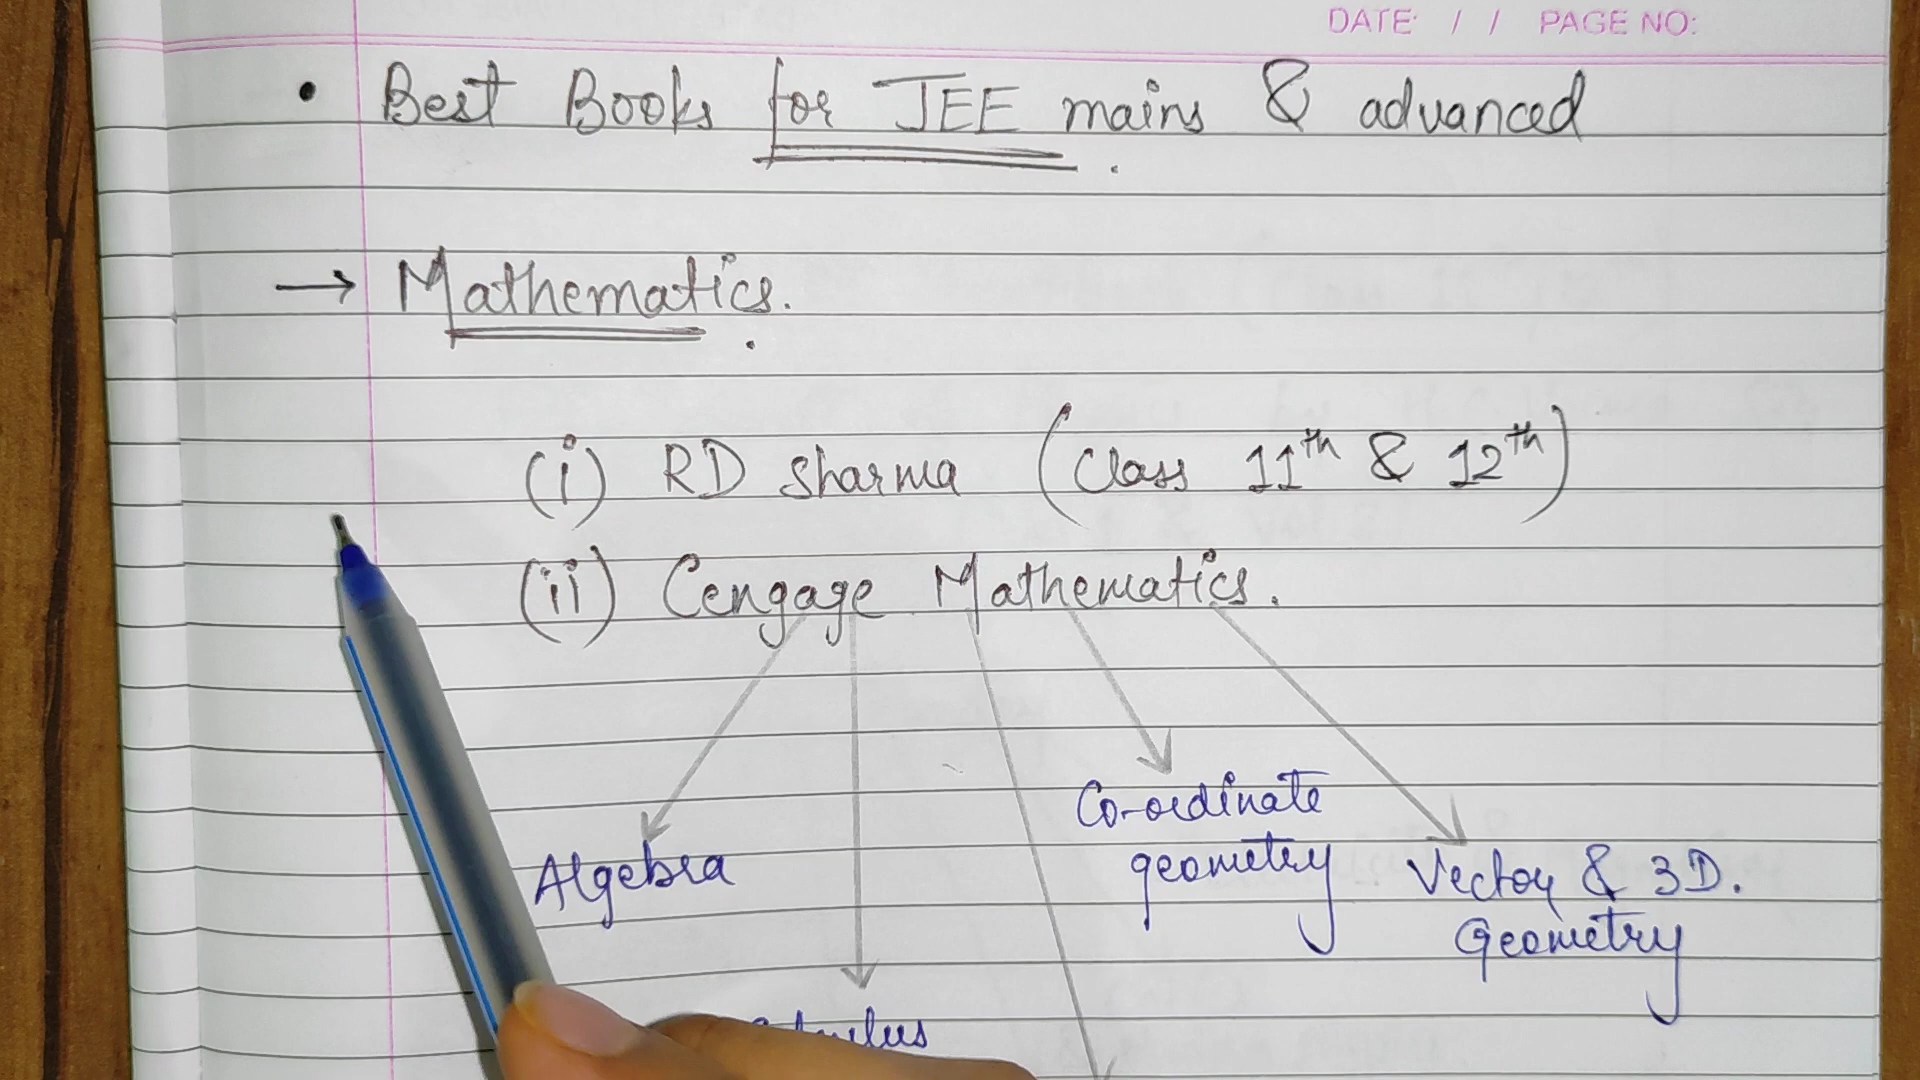 DATE: / / PAGE NO:
• Best Books for JEE mains & advanced
→ Mathematics.
(i) RD Sharma (Class 11th & 12th)
(ii) Cengage Mathematics.
Co-ordinate
geometry
Algebra
Vector & 3D.
Geometry